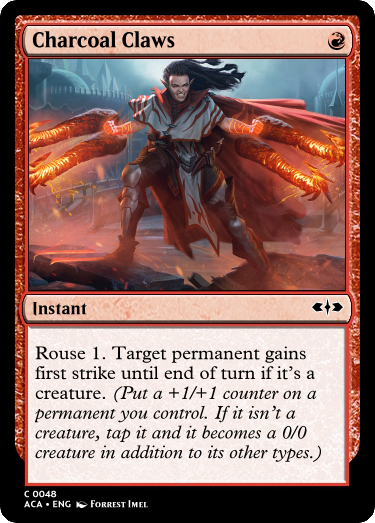 Charcoal Claws
Instant
Rouse 1. Target permanent gains
first strike until end of turn if it's a
creature. (Put a +1/+1 counter on a
permanent you control. If it isn't a
creature, tap it and it becomes a 0/0
creature in addition to its other types.)
C 0048
ACA • ENG Forrest Imel